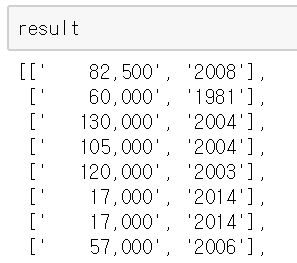 result
[['    82,500', '2008'],
['    60,000', '1981'],
['   130,000', '2004'],
['   105,000', '2004'],
['   120,000', '2003'],
['    17,000', '2014'],
['    17,000', '2014'],
['    57,000', '2006'],